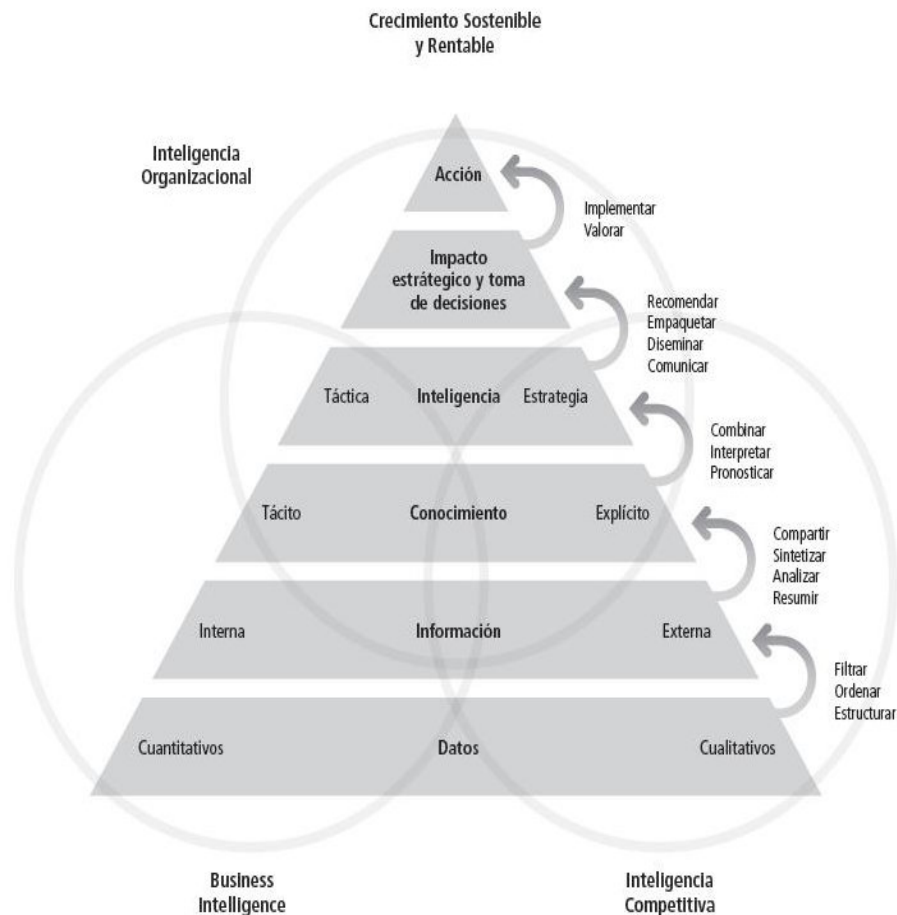 Crecimiento Sostenible
y Rentable
Inteligencia
Organizacional
Acción
Implementar
Valorar
Impacto
estrátegico y toma
de decisiones
Recomendar
Empaquetar
Diseminar
Comunicar
Táctica Inteligencia Estrategia
Combinar
Interpretar
Pronosticar
Tácito Conocimiento Explícito
Compartir
Sintetizar
Analizar
Resumir
Interna Información Externa
Filtrar
Ordenar
Estructurar
Cuantitativos Datos Cualitativos
Business
Intelligence
Inteligencia
Competitiva